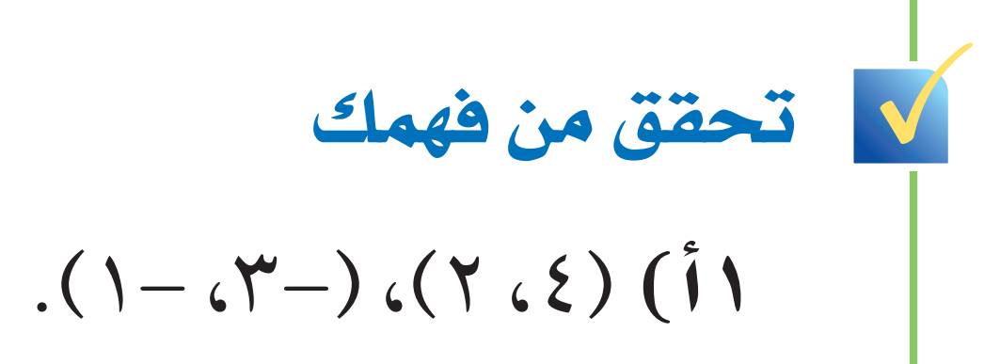 تحقق من فهمك
١أ) (٤، ٢)، (-٣، -١).